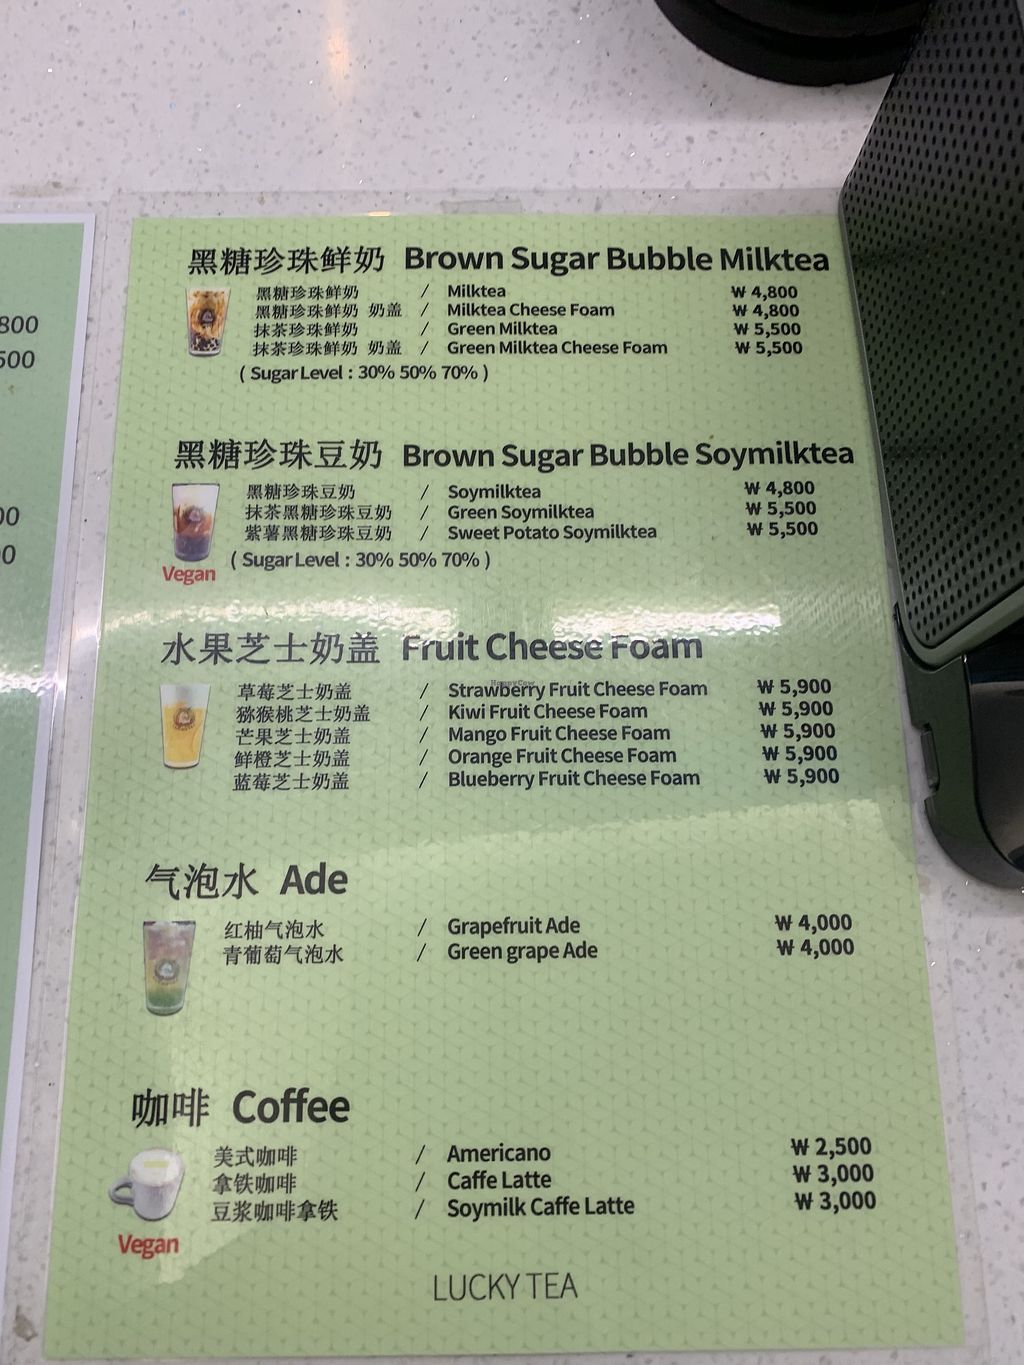 800
500
00
0
黑糖珍珠鲜奶 Brown Sugar Bubble Milktea
黑糖珍珠鲜奶 / Milktea ₩ 4,800
黑糖珍珠鲜奶 奶盖 / Milktea Cheese Foam ₩ 4,800
抹茶珍珠鲜奶 / Green Milktea ₩ 5,500
抹茶珍珠鲜奶 奶盖 / Green Milktea Cheese Foam ₩ 5,500
( Sugar Level : 30% 50% 70% )
黑糖珍珠豆奶 Brown Sugar Bubble Soymilktea
黑糖珍珠豆奶 / Soymilktea ₩ 4,800
抹茶黑糖珍珠豆奶 / Green Soymilktea ₩ 5,500
紫薯黑糖珍珠豆奶 / Sweet Potato Soymilktea ₩ 5,500
Vegan ( Sugar Level : 30% 50% 70% )
水果芝士奶盖 Fruit Cheese Foam
HappyCow
草莓芝士奶盖 / Strawberry Fruit Cheese Foam ₩ 5,900
猕猴桃芝士奶盖 / Kiwi Fruit Cheese Foam ₩ 5,900
芒果芝士奶盖 / Mango Fruit Cheese Foam ₩ 5,900
鲜橙芝士奶盖 / Orange Fruit Cheese Foam ₩ 5,900
蓝莓芝士奶盖 / Blueberry Fruit Cheese Foam ₩ 5,900
气泡水 Ade
红柚气泡水 / Grapefruit Ade ₩ 4,000
青葡萄气泡水 / Green grape Ade ₩ 4,000
咖啡 Coffee
美式咖啡 / Americano ₩ 2,500
拿铁咖啡 / Caffe Latte ₩ 3,000
豆浆咖啡拿铁 / Soymilk Caffe Latte ₩ 3,000
Vegan
LUCKY TEA